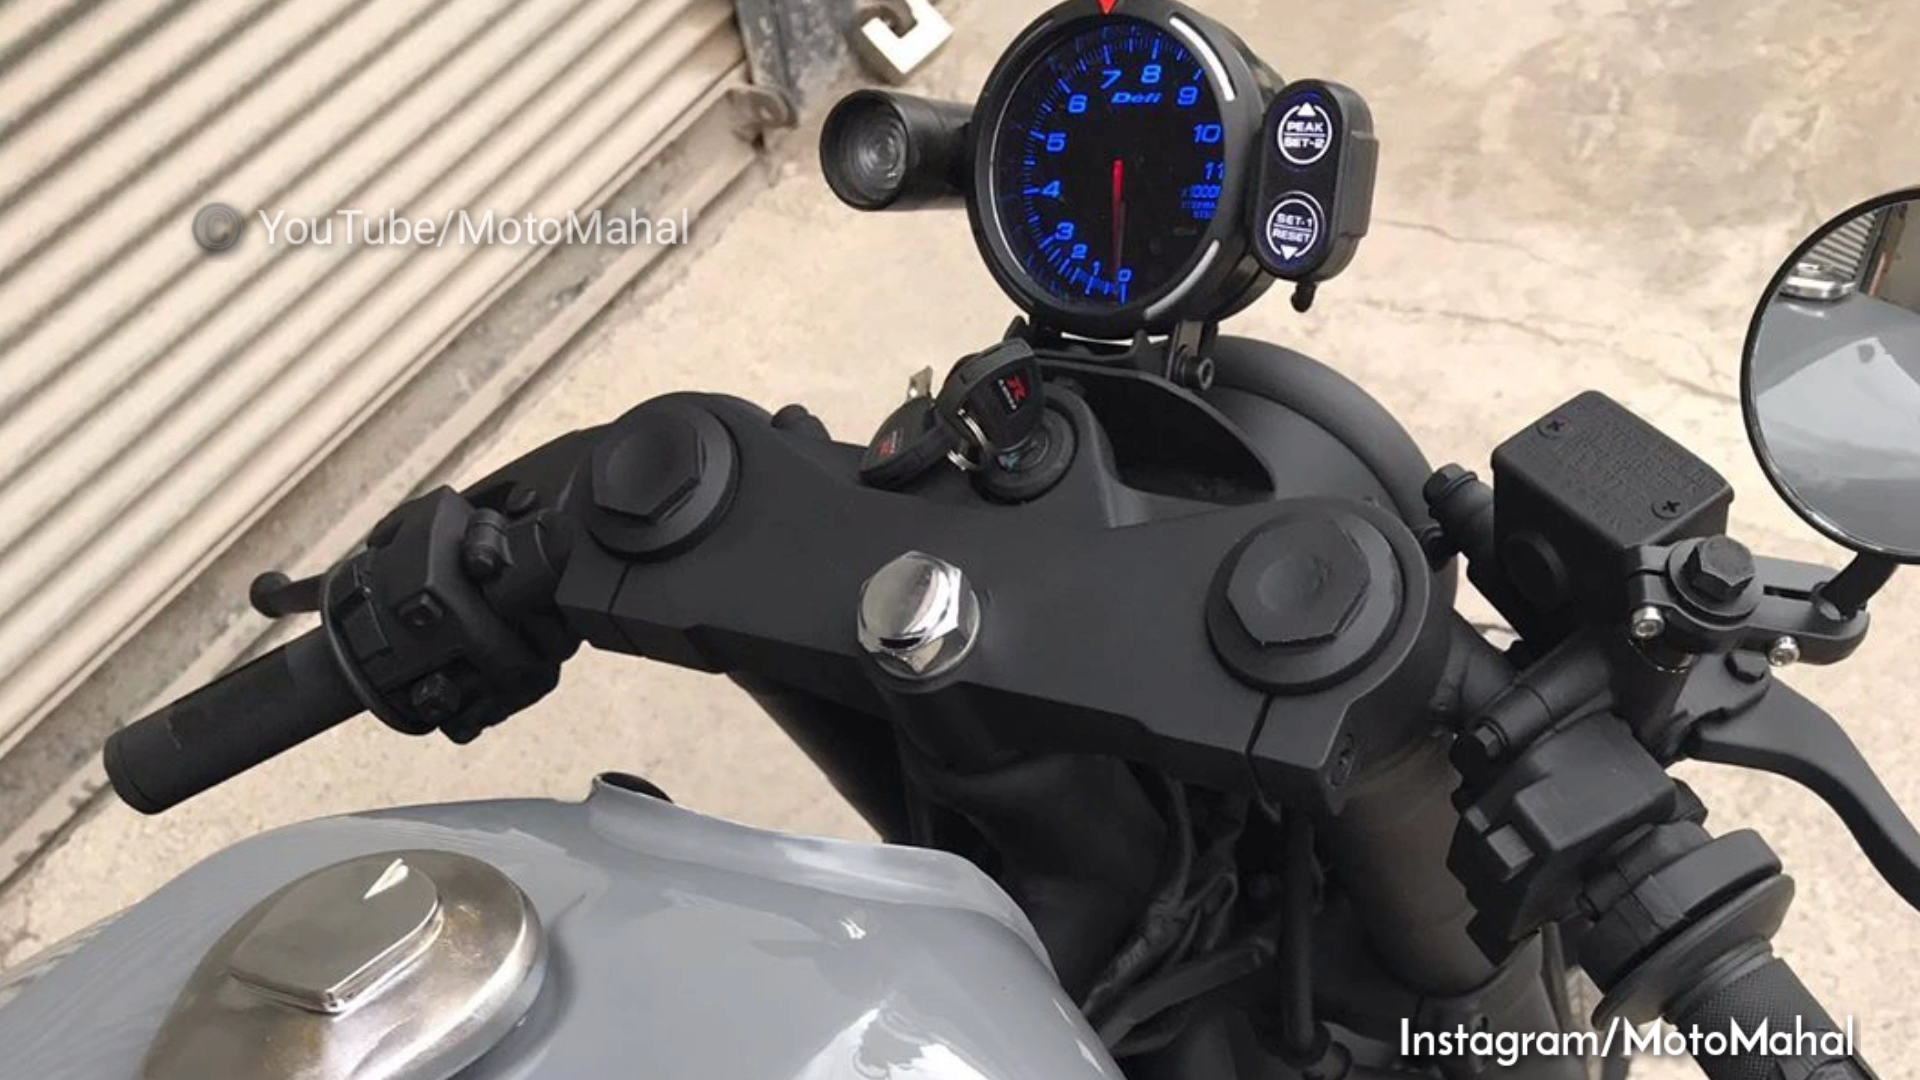 7 8
6 Defi 9
5 10
4 11
3
2
1 0
PEAK
SET-2
SET-1
RESET
© YouTube/MotoMahal
R
Instagram/MotoMahal